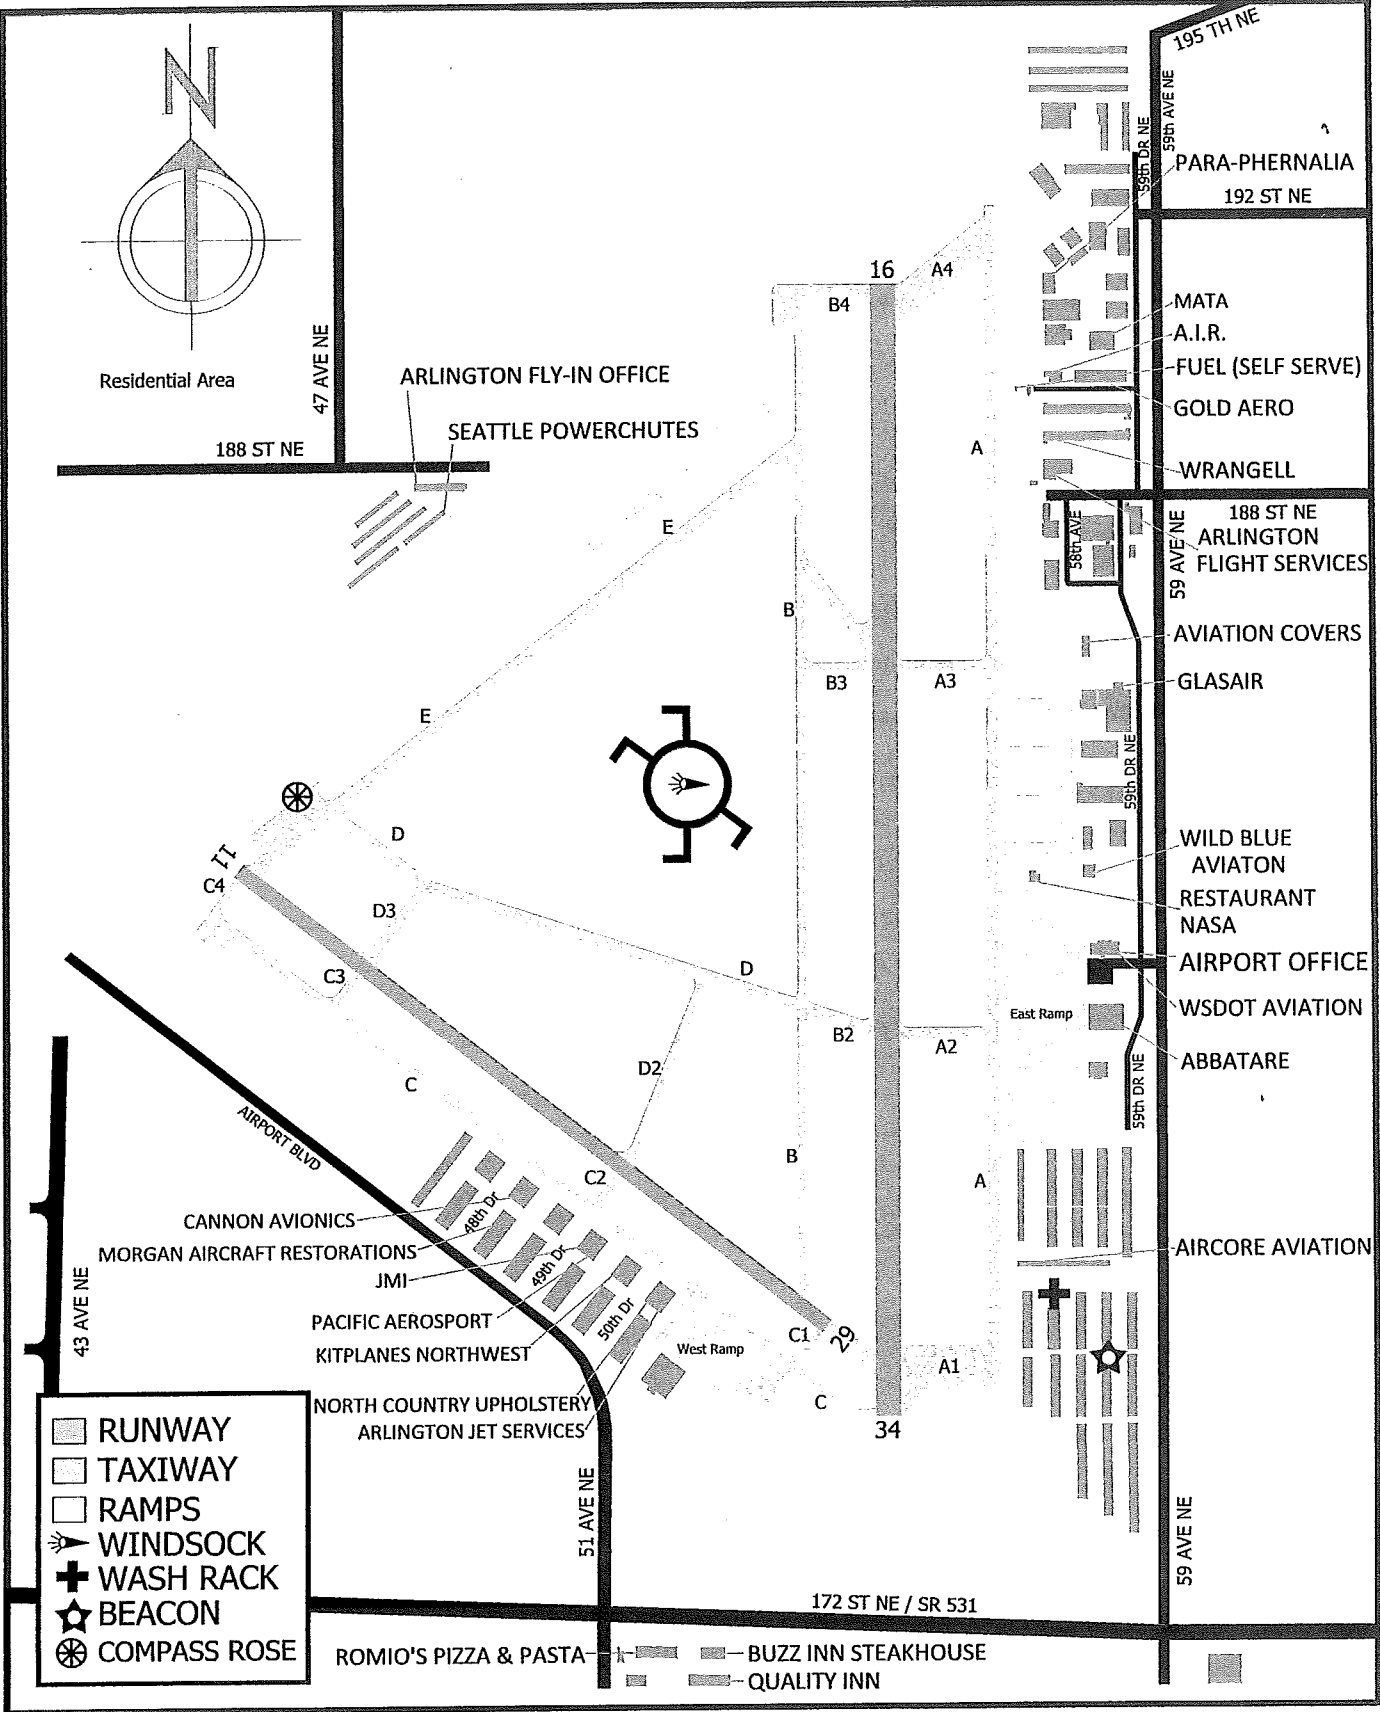 195 TH NE
N
59th AVE NE
59th DR NE
PARA-PHERNALIA
192 ST NE
16
A4
B4
MATA
A.I.R.
FUEL (SELF SERVE)
GOLD AERO
Residential Area
47 AVE NE
ARLINGTON FLY-IN OFFICE
SEATTLE POWERCHUTES
188 ST NE
A
WRANGELL
188 ST NE
ARLINGTON
FLIGHT SERVICES
58th AVE
59 AVE NE
E
B
AVIATION COVERS
B3
A3
GLASAIR
E
59th DR NE
D
WILD BLUE
AVIATON
11
C4
D3
RESTAURANT
NASA
C3
D
AIRPORT OFFICE
East Ramp
WSDOT AVIATION
B2
A2
D2
ABBATARE
C
59th DR NE
AIRPORT BLVD
B
C2
A
CANNON AVIONICS
48th Dr
MORGAN AIRCRAFT RESTORATIONS
AIRCORE AVIATION
JMI
49th Dr
43 AVE NE
PACIFIC AEROSPORT
50th Dr
C1
29
KITPLANES NORTHWEST
West Ramp
A1
NORTH COUNTRY UPHOLSTERY
C
ARLINGTON JET SERVICES
34
RUNWAY
TAXIWAY
RAMPS
WINDSOCK
WASH RACK
BEACON
COMPASS ROSE
51 AVE NE
59 AVE NE
172 ST NE / SR 531
ROMIO'S PIZZA & PASTA
BUZZ INN STEAKHOUSE
QUALITY INN